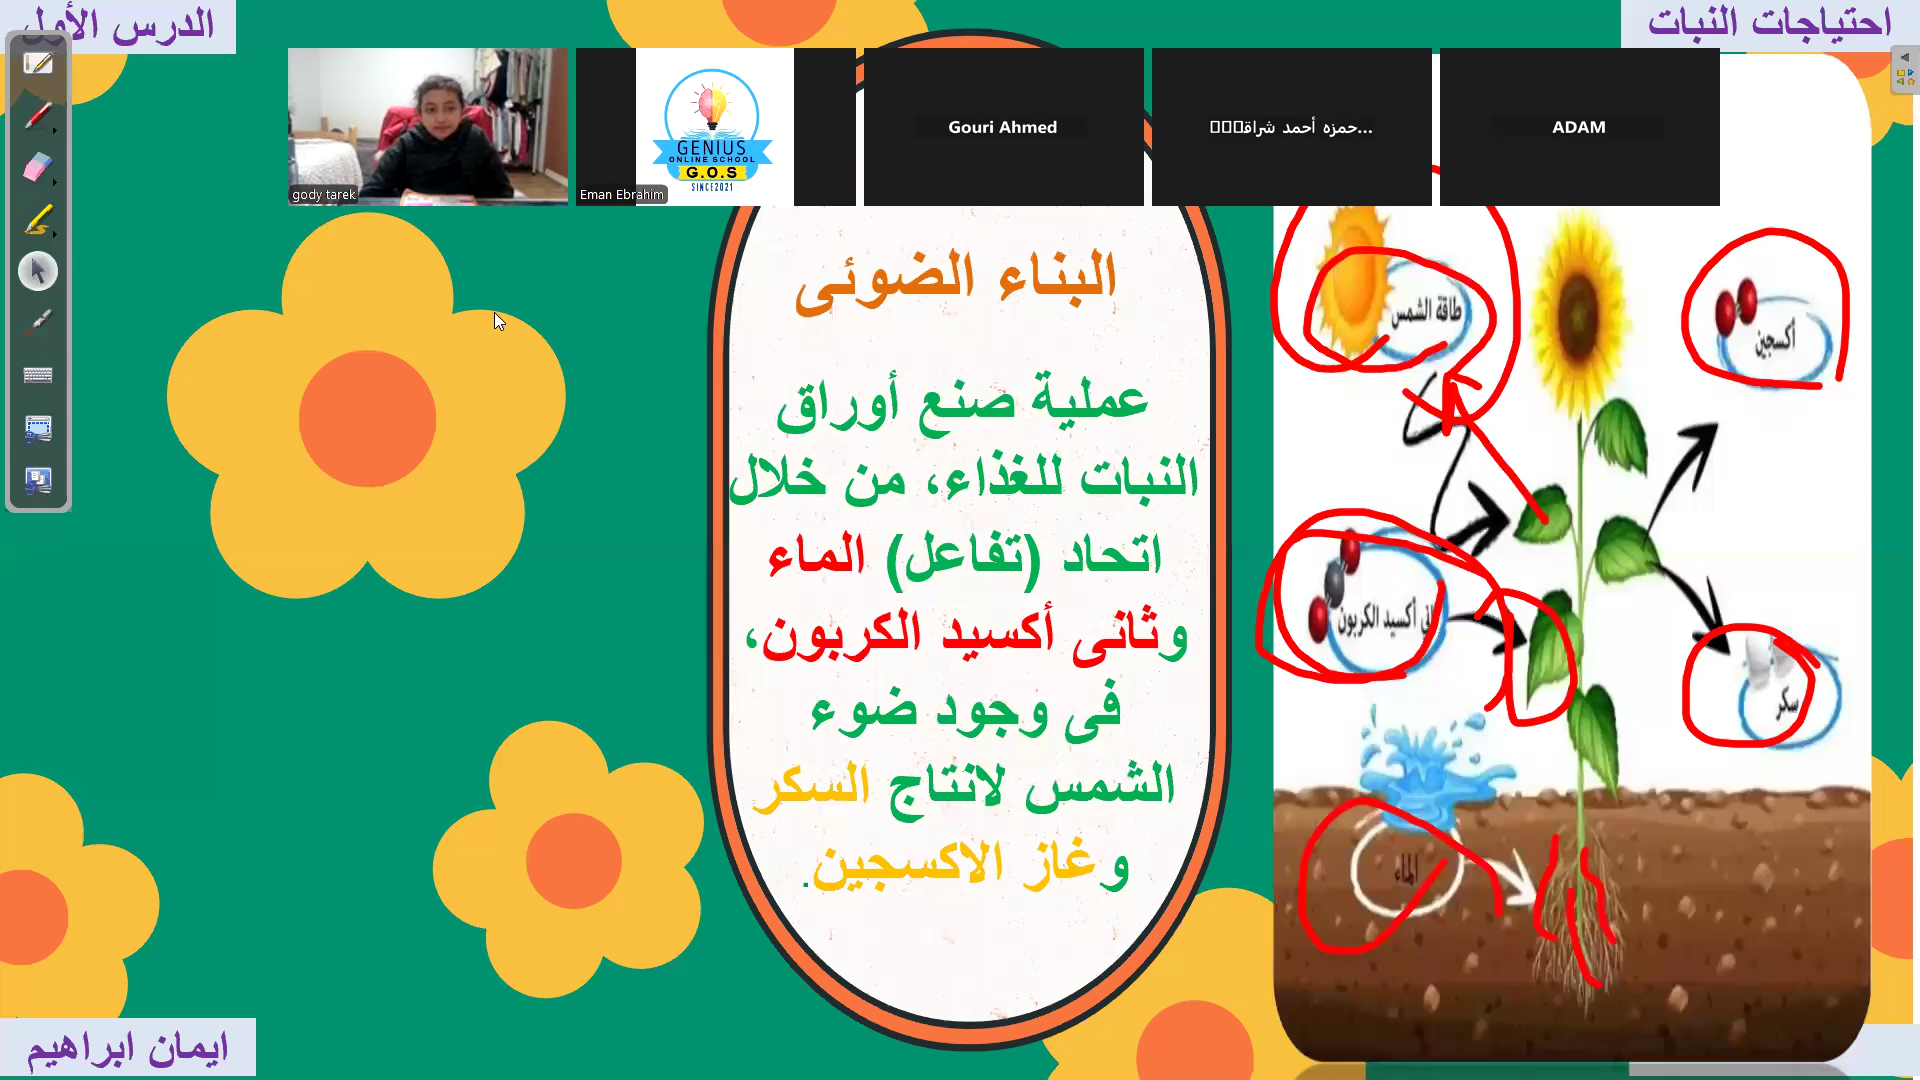 الدرس الأول
احتياجات النبات
gody tarek
GENIUS
ONLINE SCHOOL
G.O.S
SINCE2021
Eman Ebrahim
Gouri Ahmed
حمزه أحمد شراق...
ADAM
البناء الضوئى
عملية صنع أوراق
النبات للغذاء، من خلال
اتحاد (تفاعل) الماء
وثانى أكسيد الكربون،
فى وجود ضوء
الشمس لانتاج السكر
وغاز الاكسجين.
طاقة الشمس
أكسجين
أكسيد الكربون
سكر
الماء
ايمان ابراهيم